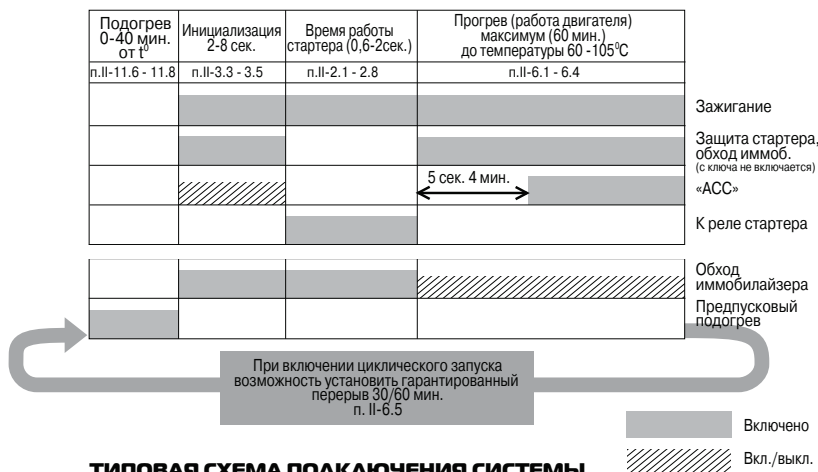 Подогрев
0-40 мин.
от t⁰
Инициализация
2-8 сек.
Время работы
стартера (0,6-2сек.)
Прогрев (работа двигателя)
максимум (60 мин.)
до температуры 60 -105⁰С
п.II-11.6 - 11.8
п.II-3.3 - 3.5
п.II-2.1 - 2.8
п.II-6.1 - 6.4
Зажигание
Защита стартера,
обход иммоб.
(с ключа не включается)
5 сек. 4 мин.
«АСС»
К реле стартера
Обход
иммобилайзера
Предпусковый
подогрев
При включении циклического запуска
возможность установить гарантированный
перерыв 30/60 мин.
п. II-6.5
Включено
Вкл./выкл.
ТИПОВАЯ СХЕМА ПОДКЛЮЧЕНИЯ СИСТЕМЫ